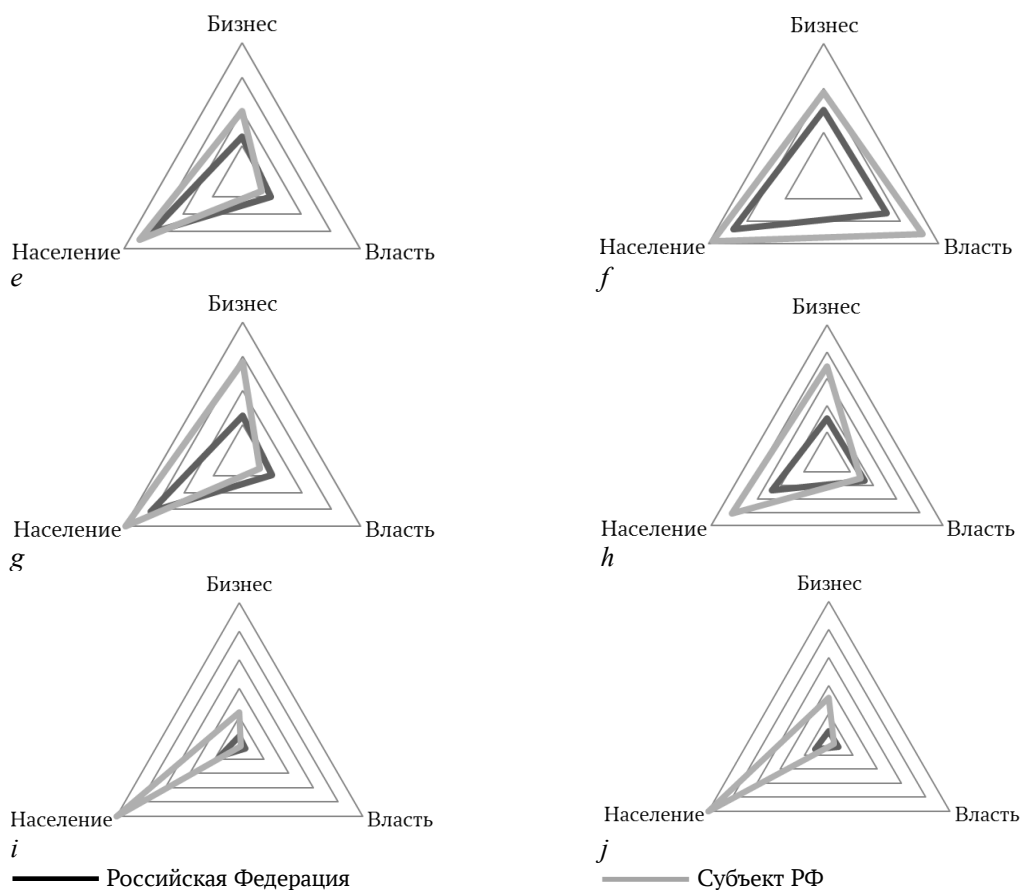 Бизнес
Бизнес
Население
Власть
Население
Власть
e
f
Бизнес
Бизнес
Население
Власть
Население
Власть
g
h
Бизнес
Бизнес
Население
Власть
Население
Власть
i
j
Российская Федерация
Субъект РФ